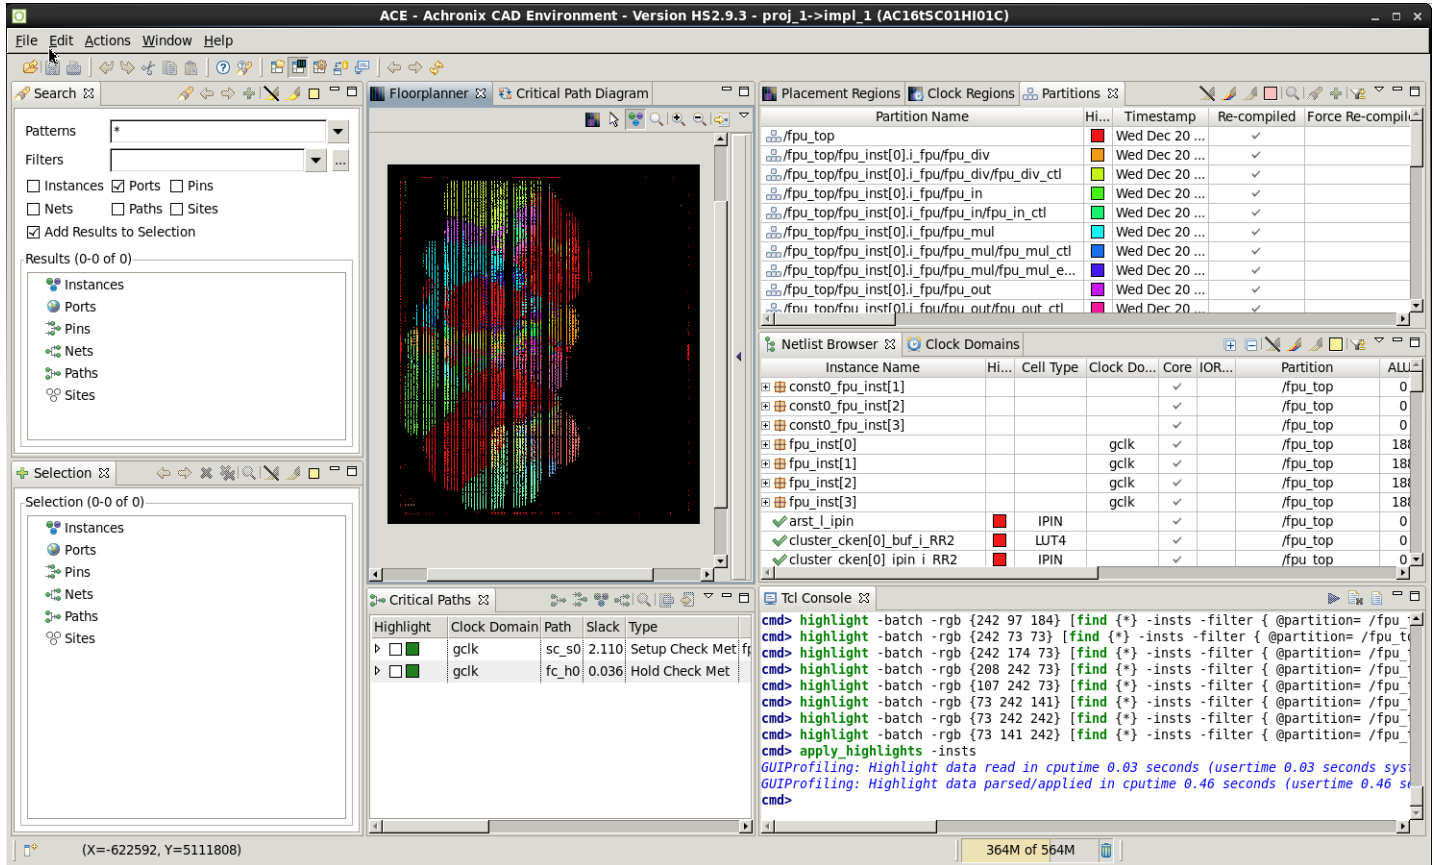 ACE - Achronix CAD Environment - Version HS2.9.3 - proj_1->impl_1 (AC16tSC01HI01C)
File Edit Actions Window Help
Search
Patterns *
Filters ...
Instances Ports Pins
Nets Paths Sites
Add Results to Selection
Results (0-0 of 0)
Instances
Ports
Pins
Nets
Paths
Sites
Selection
Selection (0-0 of 0)
Instances
Ports
Pins
Nets
Paths
Sites
Floorplanner Critical Path Diagram
Critical Paths
Highlight Clock Domain Path Slack Type
gclk sc_s0 2.110 Setup Check Met
gclk fc_h0 0.036 Hold Check Met
Placement Regions Clock Regions Partitions
Partition Name Hi... Timestamp Re-compiled Force Re-compil
/fpu_top Wed Dec 20 ...
/fpu_top/fpu_inst[0].i_fpu/fpu_div Wed Dec 20 ...
/fpu_top/fpu_inst[0].i_fpu/fpu_div/fpu_div_ctl Wed Dec 20 ...
/fpu_top/fpu_inst[0].i_fpu/fpu_in Wed Dec 20 ...
/fpu_top/fpu_inst[0].i_fpu/fpu_in/fpu_in_ctl Wed Dec 20 ...
/fpu_top/fpu_inst[0].i_fpu/fpu_mul Wed Dec 20 ...
/fpu_top/fpu_inst[0].i_fpu/fpu_mul/fpu_mul_ctl Wed Dec 20 ...
/fpu_top/fpu_inst[0].i_fpu/fpu_mul/fpu_mul_e... Wed Dec 20 ...
/fpu_top/fpu_inst[0].i_fpu/fpu_out Wed Dec 20 ...
/fpu_top/fpu_inst[0].i_fpu/fpu_out/fpu_out_ctl Wed Dec 20 ...
Netlist Browser Clock Domains
Instance Name Hi... Cell Type Clock Do... Core IOR... Partition ALU
const0_fpu_inst[1] /fpu_top 0
const0_fpu_inst[2] /fpu_top 0
const0_fpu_inst[3] /fpu_top 0
fpu_inst[0] gclk /fpu_top 188
fpu_inst[1] gclk /fpu_top 188
fpu_inst[2] gclk /fpu_top 188
fpu_inst[3] gclk /fpu_top 188
arst_l_ipin IPIN /fpu_top 0
cluster_cken[0]_buf_i_RR2 LUT4 /fpu_top 0
cluster_cken[0]_ipin_i_RR2 IPIN /fpu_top 0
Tcl Console
cmd> highlight -batch -rgb {242 97 184} [find {*} -insts -filter { @partition= /fpu_
cmd> highlight -batch -rgb {242 73 73} [find {*} -insts -filter { @partition= /fpu_to
cmd> highlight -batch -rgb {242 174 73} [find {*} -insts -filter { @partition= /fpu_
cmd> highlight -batch -rgb {208 242 73} [find {*} -insts -filter { @partition= /fpu_
cmd> highlight -batch -rgb {107 242 73} [find {*} -insts -filter { @partition= /fpu_
cmd> highlight -batch -rgb {73 242 141} [find {*} -insts -filter { @partition= /fpu_
cmd> highlight -batch -rgb {73 242 242} [find {*} -insts -filter { @partition= /fpu_
cmd> highlight -batch -rgb {73 141 242} [find {*} -insts -filter { @partition= /fpu_
cmd> apply_highlights -insts
GUIProfiling: Highlight data read in cputime 0.03 seconds (usertime 0.03 seconds sys
GUIProfiling: Highlight data parsed/applied in cputime 0.46 seconds (usertime 0.46 se
cmd>
(X=-622592, Y=5111808)
364M of 564M